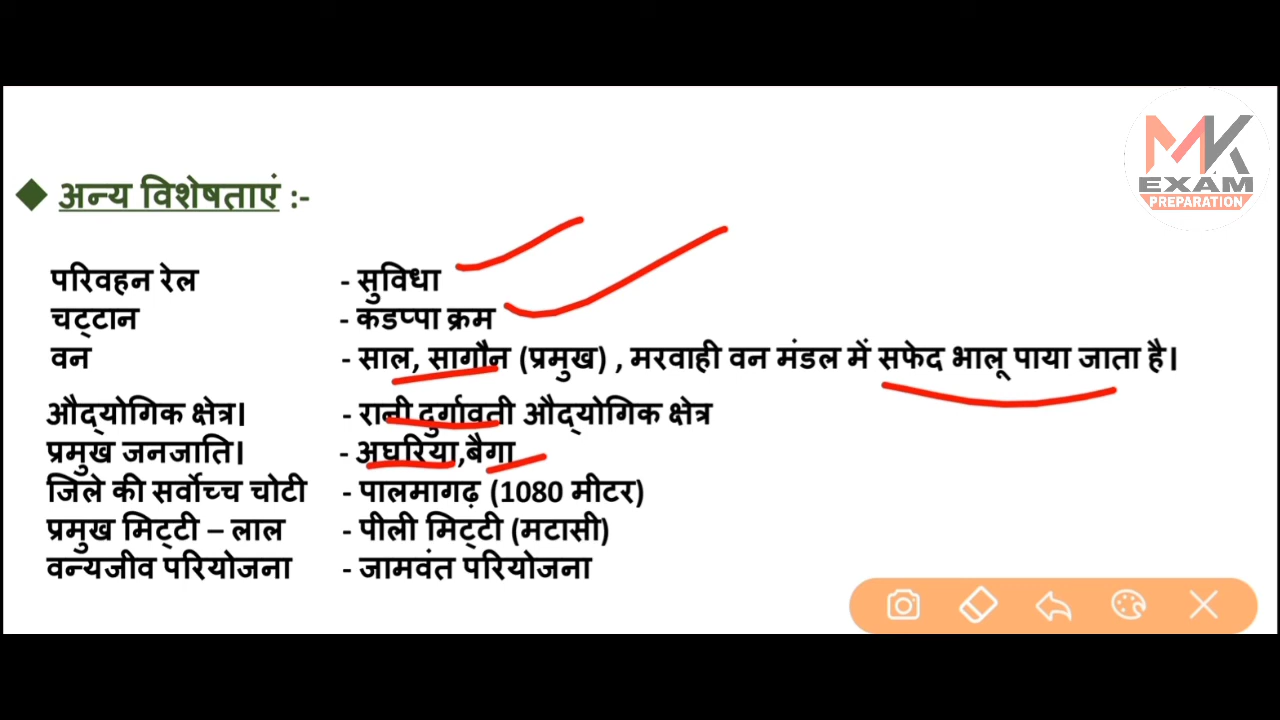 MK
EXAM
PREPARATION
◆ अन्य विशेषताएं :-
परिवहन रेल - सुविधा
चट्टान - कडप्पा क्रम
वन - साल, सागौन (प्रमुख) , मरवाही वन मंडल में सफेद भालू पाया जाता है।
औद्योगिक क्षेत्र। - रानी दुर्गावती औद्योगिक क्षेत्र
प्रमुख जनजाति। - अघरिया,बैगा
जिले की सर्वोच्च चोटी - पालमागढ़ (1080 मीटर)
प्रमुख मिट्टी – लाल - पीली मिट्टी (मटासी)
वन्यजीव परियोजना - जामवंत परियोजना